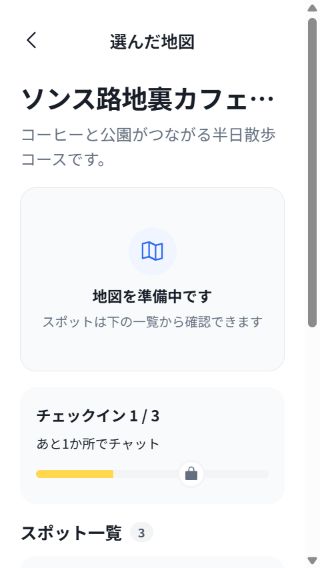 選んだ地図
ソンス路地裏カフェ…
コーヒーと公園がつながる半日散歩
コースです。
地図を準備中です
スポットは下の一覧から確認できます
チェックイン 1 / 3
あと1か所でチャット
スポット一覧 3